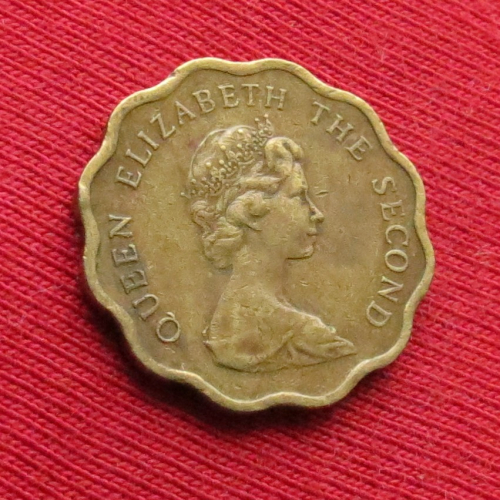 QUEEN ELIZABETH THE SECOND